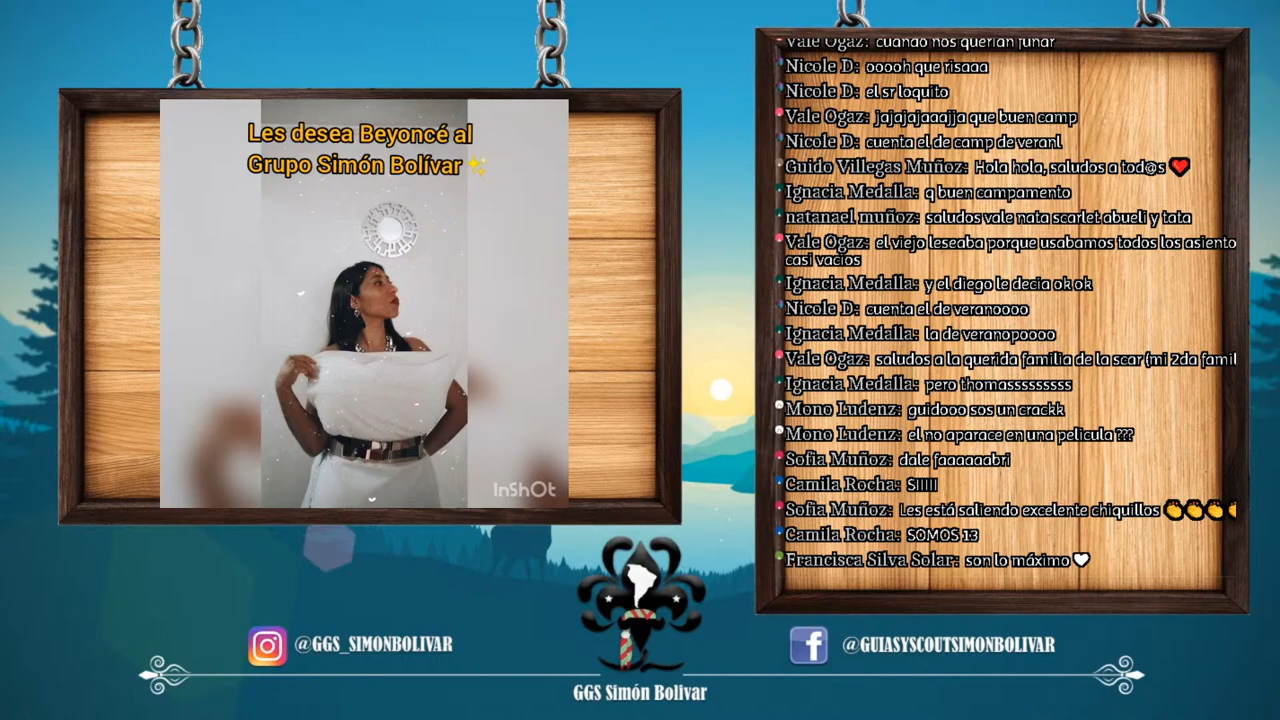 Les desea Beyoncé al
Grupo Simón Bolívar✨
InShOt
Vale Ogaz: cuando nos querian funar
Nicole D: ooooh que risaaa
Nicole D: el sr loquito
Vale Ogaz: jajajajaaajja que buen camp
Nicole D: cuenta el de camp de veranl
Guido Villegas Muñoz: Hola hola, saludos a tod@s ❤️
Ignacia Medalla: q buen campamento
natanael muñoz: saludos vale nata scarlet abueli y tata
Vale Ogaz: el viejo leseaba porque usabamos todos los asiento
casi vacios
Ignacia Medalla: y el diego le decia ok ok
Nicole D: cuenta el de veranoooo
Ignacia Medalla: la de veranopoooo
Vale Ogaz: saludos a la querida familia de la scar (mi 2da famil
Ignacia Medalla: pero thomasssssssss
Mono Ludenz: guidooo sos un crackk
Mono Ludenz: el no aparace en una pelicula ???
Sofia Muñoz: dale faaaaaabri
Camila Rocha: SIIIII
Sofia Muñoz: Les está saliendo excelente chiquillos 👏👏👏👏
Camila Rocha: SOMOS 13
Francisca Silva Solar: son lo máximo 🤍
@GGS_SIMONBOLIVAR
@GUIASYSCOUTSIMONBOLIVAR
GGS Simón Bolivar